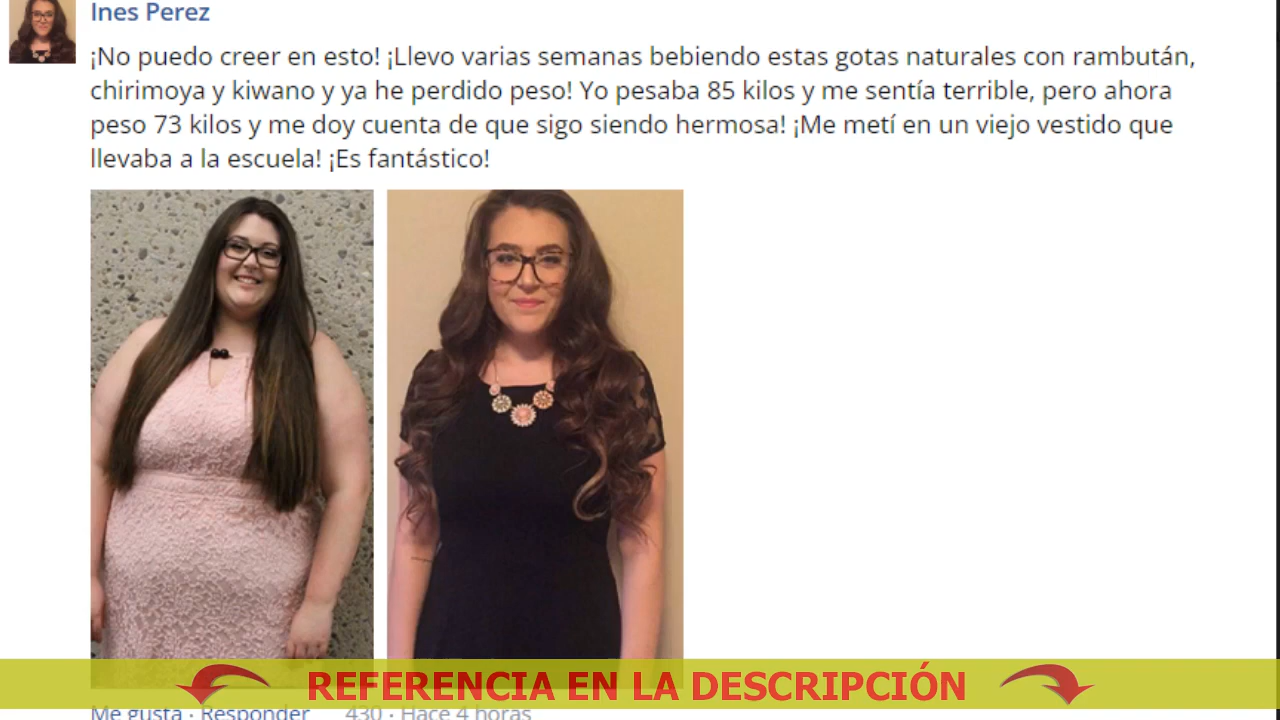 Ines Perez
¡No puedo creer en esto! ¡Llevo varias semanas bebiendo estas gotas naturales con rambután,
chirimoya y kiwano y ya he perdido peso! Yo pesaba 85 kilos y me sentía terrible, pero ahora
peso 73 kilos y me doy cuenta de que sigo siendo hermosa! ¡Me metí en un viejo vestido que
llevaba a la escuela! ¡Es fantástico!
REFERENCIA EN LA DESCRIPCIÓN
Me gusta · Responder 430 · Hace 4 horas